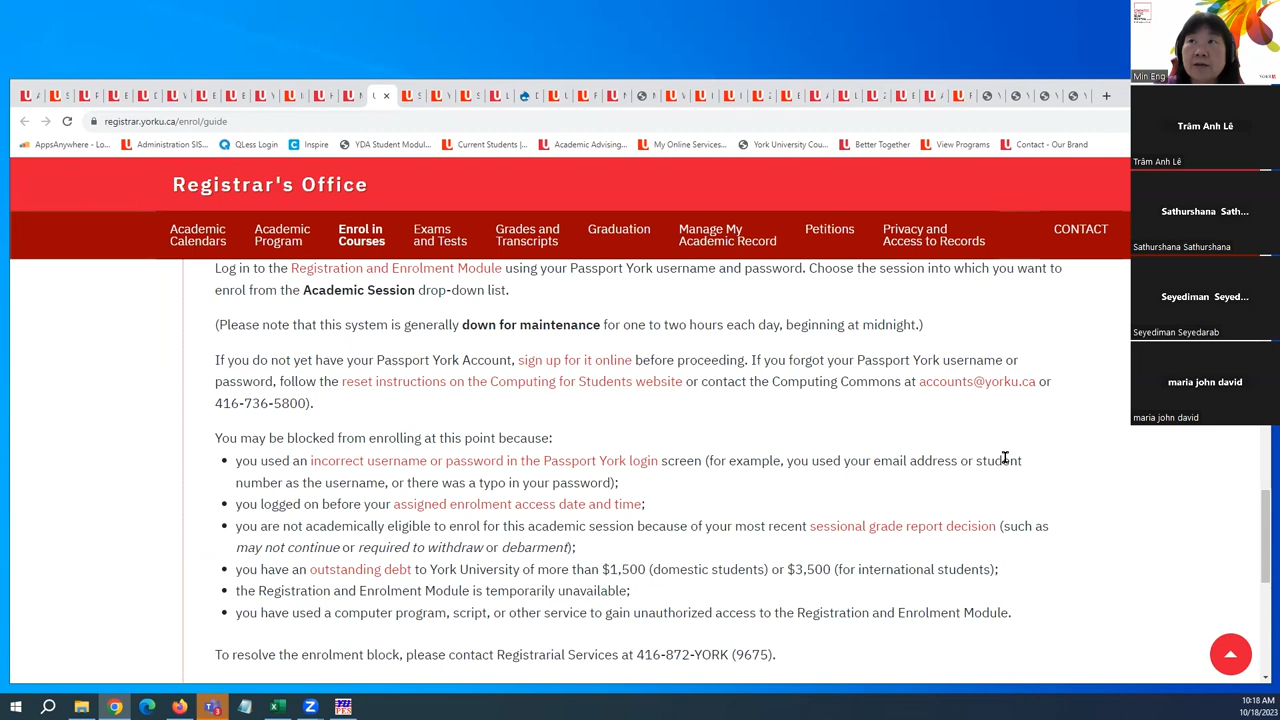 registrar.yorku.ca/enrol/guide
AppsAnywhere - Lo...
Administration SIS...
QLess Login
Inspire
YDA Student Modul...
Current Students |...
Academic Advising...
My Online Services...
York University Cou...
Better Together
View Programs
Contact - Our Brand
Registrar's Office
Academic Calendars
Academic Program
Enrol in Courses
Exams and Tests
Grades and Transcripts
Graduation
Manage My Academic Record
Petitions
Privacy and Access to Records
CONTACT
Log in to the Registration and Enrolment Module using your Passport York username and password. Choose the session into which you want to
enrol from the Academic Session drop-down list.
(Please note that this system is generally down for maintenance for one to two hours each day, beginning at midnight.)
If you do not yet have your Passport York Account, sign up for it online before proceeding. If you forgot your Passport York username or
password, follow the reset instructions on the Computing for Students website or contact the Computing Commons at accounts@yorku.ca or
416-736-5800).
You may be blocked from enrolling at this point because:
• you used an incorrect username or password in the Passport York login screen (for example, you used your email address or student
number as the username, or there was a typo in your password);
• you logged on before your assigned enrolment access date and time;
• you are not academically eligible to enrol for this academic session because of your most recent sessional grade report decision (such as
may not continue or required to withdraw or debarment);
• you have an outstanding debt to York University of more than $1,500 (domestic students) or $3,500 (for international students);
• the Registration and Enrolment Module is temporarily unavailable;
• you have used a computer program, script, or other service to gain unauthorized access to the Registration and Enrolment Module.
To resolve the enrolment block, please contact Registrarial Services at 416-872-YORK (9675).
Min Eng
Trâm Anh Lê
Trâm Anh Lê
Sathurshana Sath...
Sathurshana Sathurshana
Seyediman Seyed...
Seyediman Seyedarab
maria john david
maria john david
10:18 AM
10/18/2023